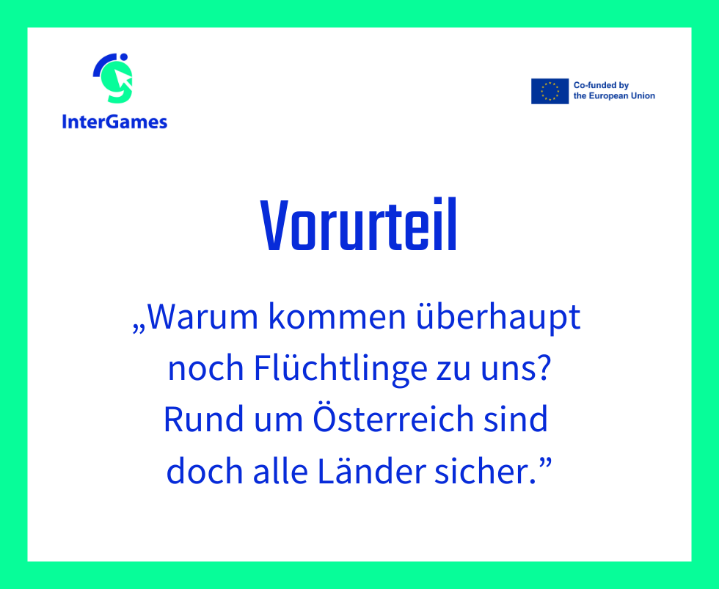 InterGames
Co-funded by
the European Union
Vorurteil
„Warum kommen überhaupt
noch Flüchtlinge zu uns?
Rund um Österreich sind
doch alle Länder sicher.”